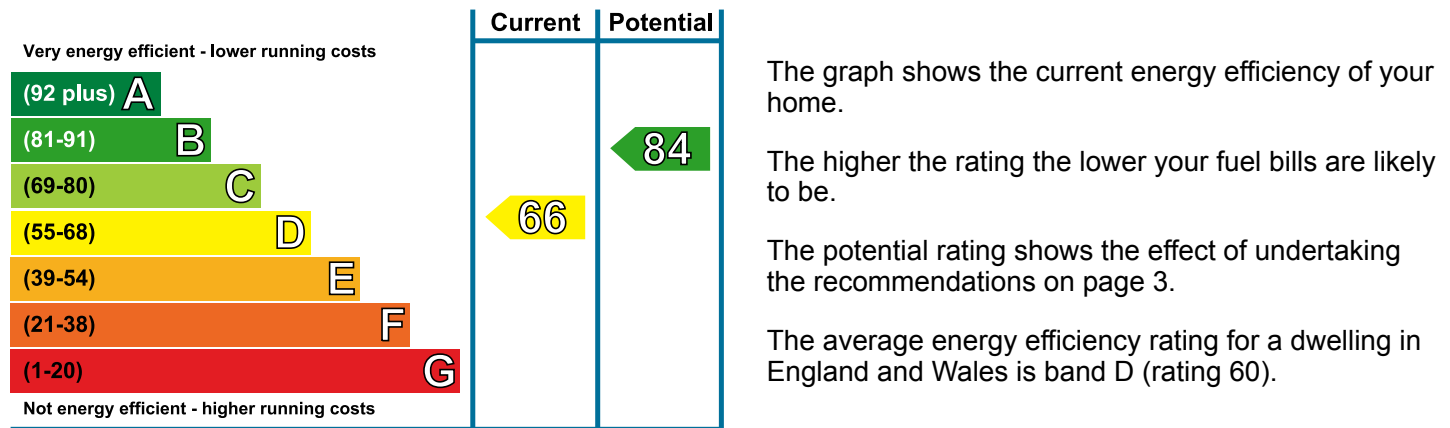 Current Potential
Very energy efficient - lower running costs
(92 plus) A
(81-91) B
84
(69-80) C
(55-68) D
66
(39-54) E
(21-38) F
(1-20) G
Not energy efficient - higher running costs
The graph shows the current energy efficiency of your
home.
The higher the rating the lower your fuel bills are likely
to be.
The potential rating shows the effect of undertaking
the recommendations on page 3.
The average energy efficiency rating for a dwelling in
England and Wales is band D (rating 60).